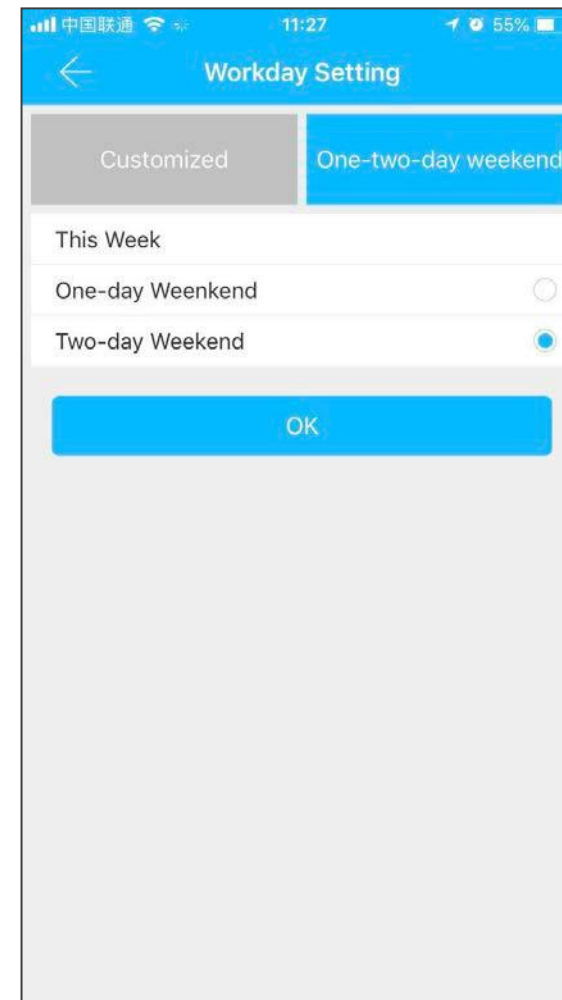 中国联通 11:27 55%
Workday Setting
Customized One-two-day weekend
This Week
One-day Weenkend
Two-day Weekend
OK